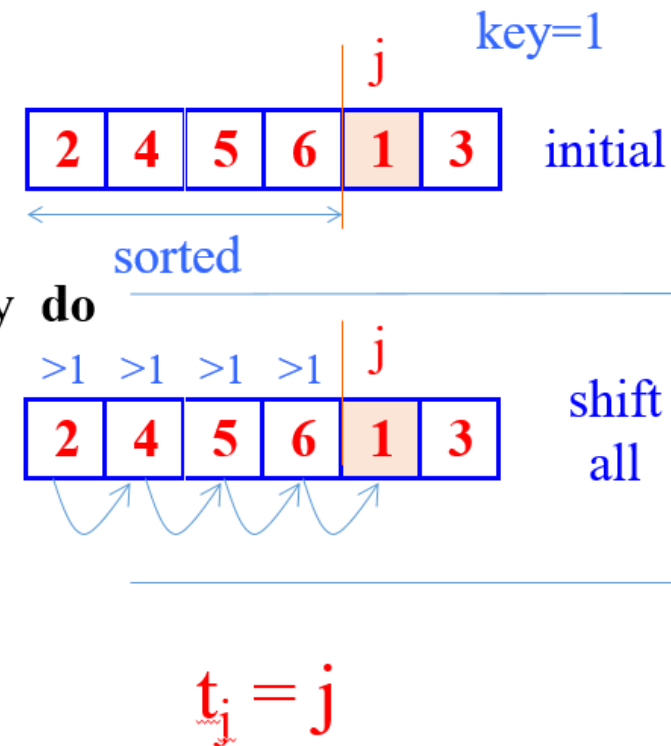 key=1
j
2 4 5 6 1 3 initial
sorted
y do
j
>1 >1 >1 >1
2 4 5 6 1 3
shift
all
tj = j